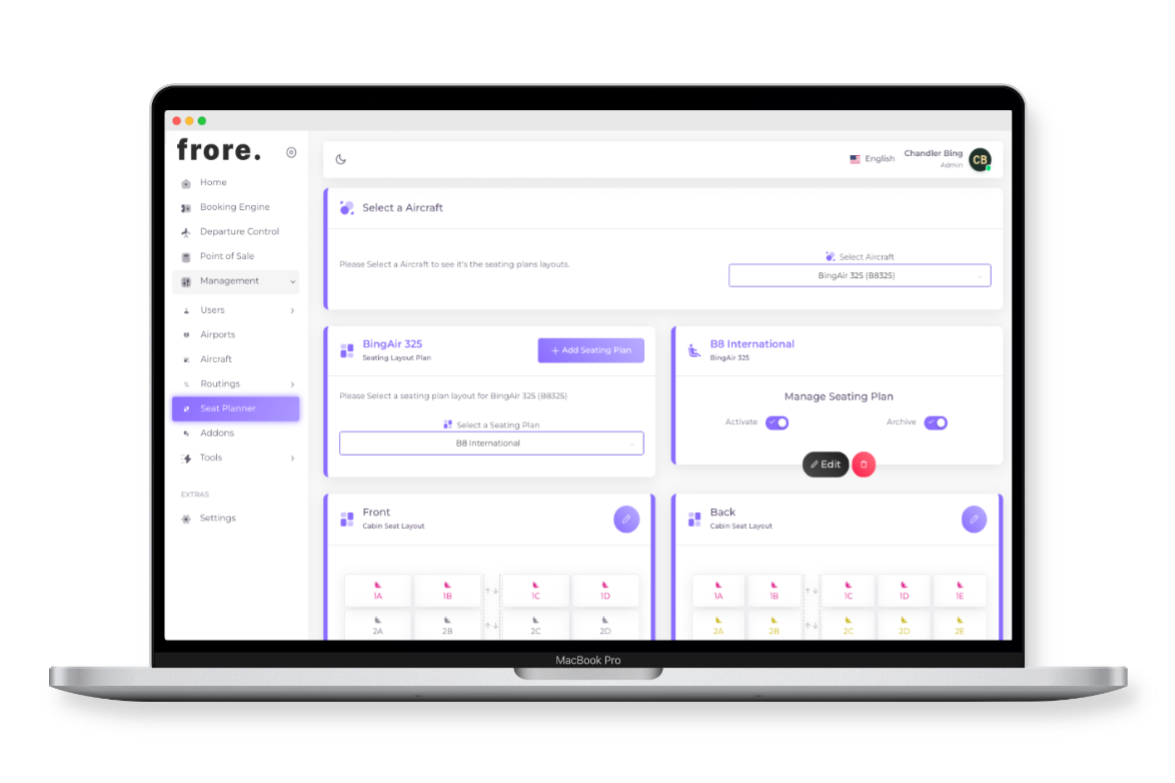 frore.
Home
Booking Engine
Departure Control
Point of Sale
Management
Users
Airports
Aircraft
Routings
Seat Planner
Addons
Tools
EXTRAS
Settings
English
Chandler Bing
Admin
CB
Select a Aircraft
Please Select a Aircraft to see it's the seating plans layouts.
Select Aircraft
BingAir 325 (B8325)
BingAir 325
Seating Layout Plan
+ Add Seating Plan
Please Select a seating plan layout for BingAir 325 (B8325)
Select a Seating Plan
B8 International
B8 International
BingAir 325
Manage Seating Plan
Activate
Archive
Edit
Front
Cabin Seat Layout
1A 1B 1C 1D
2A 2B 2C 2D
Back
Cabin Seat Layout
1A 1B 1C 1D 1E
2A 2B 2C 2D 2E
MacBook Pro